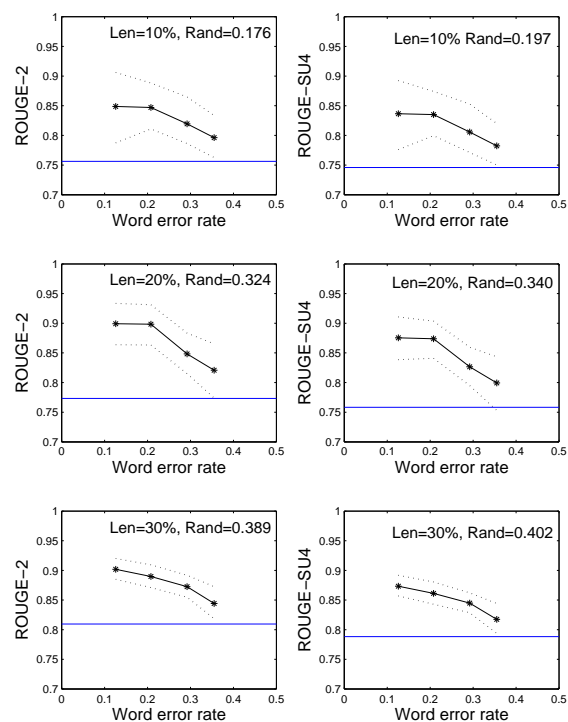 Len=10%, Rand=0.176
ROUGE−2
1
0.95
0.9
0.85
0.8
0.75
0.7
0 0.1 0.2 0.3 0.4 0.5
Word error rate
Len=10% Rand=0.197
ROUGE−SU4
1
0.95
0.9
0.85
0.8
0.75
0.7
0 0.1 0.2 0.3 0.4 0.5
Word error rate
Len=20%, Rand=0.324
ROUGE−2
1
0.95
0.9
0.85
0.8
0.75
0.7
0 0.1 0.2 0.3 0.4 0.5
Word error rate
Len=20%, Rand=0.340
ROUGE−SU4
1
0.95
0.9
0.85
0.8
0.75
0.7
0 0.1 0.2 0.3 0.4 0.5
Word error rate
Len=30%, Rand=0.389
ROUGE−2
1
0.95
0.9
0.85
0.8
0.75
0.7
0 0.1 0.2 0.3 0.4 0.5
Word error rate
Len=30%, Rand=0.402
ROUGE−SU4
1
0.95
0.9
0.85
0.8
0.75
0.7
0 0.1 0.2 0.3 0.4 0.5
Word error rate